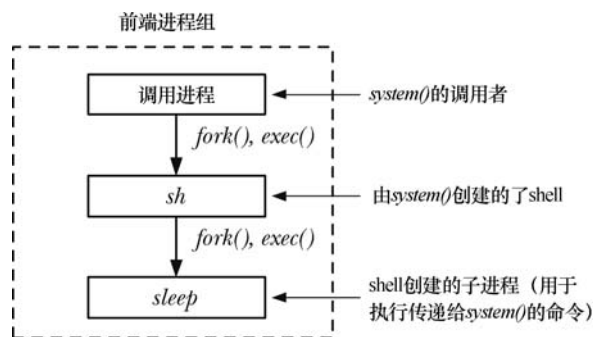 前端进程组
调用进程
system()的调用者
fork(), exec()
sh
由system()创建的了shell
fork(), exec()
sleep
shell创建的子进程（用于
执行传递给system()的命令）